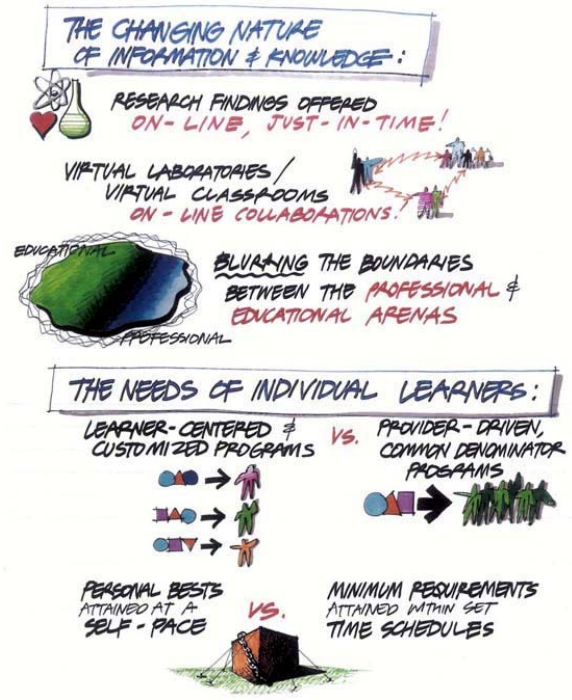 THE CHANGING NATURE
OF INFORMATION & KNOWLEDGE:
RESEARCH FINDINGS OFFERED
ON-LINE, JUST-IN-TIME!
VIRTUAL LABORATORIES/
VIRTUAL CLASSROOMS
ON-LINE COLLABORATIONS!
EDUCATIONAL
PROFESSIONAL
BLURRING THE BOUNDARIES
BETWEEN THE PROFESSIONAL &
EDUCATIONAL ARENAS
THE NEEDS OF INDIVIDUAL LEARNERS:
LEARNER-CENTERED &
CUSTOMIZED PROGRAMS
VS.
PROVIDER-DRIVEN,
COMMON DENOMINATOR
PROGRAMS
PERSONAL BESTS
ATTAINED AT A
SELF-PACE
VS.
MINIMUM REQUIREMENTS
ATTAINED WITHIN SET
TIME SCHEDULES